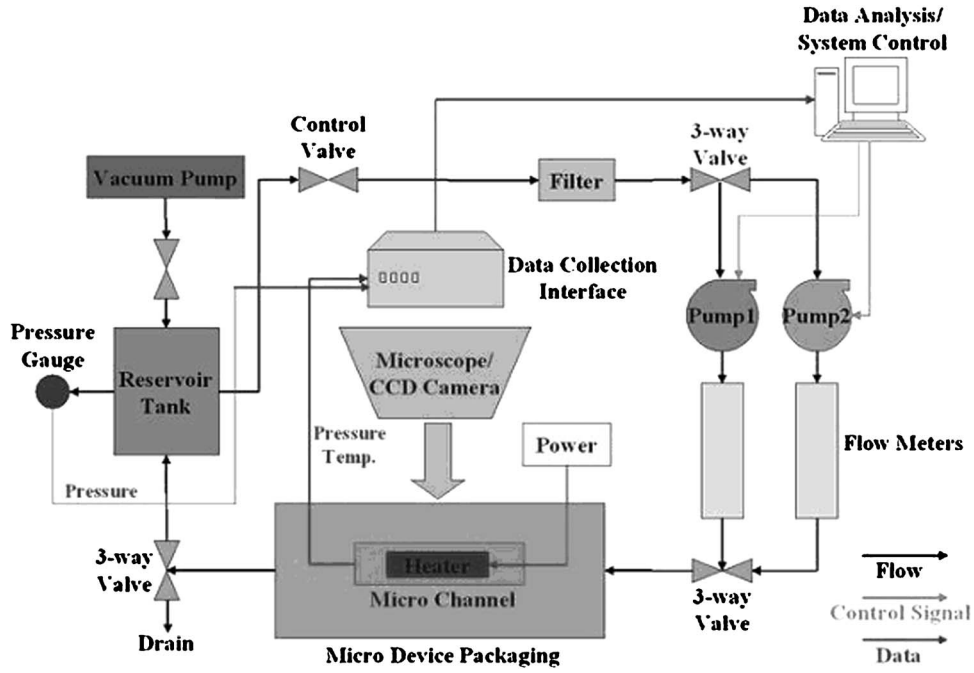 Data Analysis/
System Control
Control
Valve
3-way
Valve
Vacuum Pump
Filter
Data Collection
Interface
Pressure
Gauge
Reservoir
Tank
Pump1
Pump2
Microscope/
CCD Camera
Pressure
Temp.
Power
Flow Meters
Pressure
3-way
Valve
Heater
Micro Channel
3-way
Valve
Drain
Micro Device Packaging
Flow
Control Signal
Data